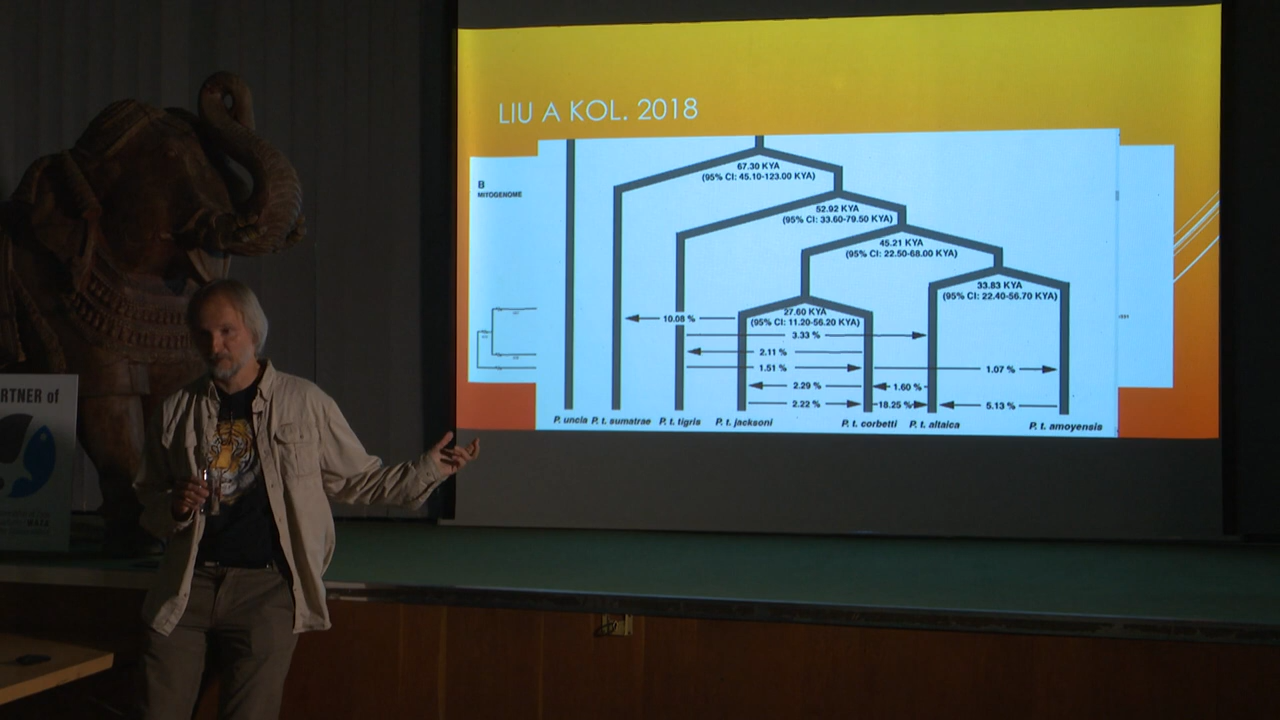 LIU A KOL. 2018
B
MITOGENOME
67.30 KYA
(95% CI: 45.10-123.00 KYA)
52.92 KYA
(95% CI: 33.60-79.50 KYA)
45.21 KYA
(95% CI: 22.50-68.00 KYA)
33.83 KYA
(95% CI: 22.40-56.70 KYA)
27.60 KYA
(95% CI: 11.20-56.20 KYA)
10.08 %
3.33 %
2.11 %
1.51 %
1.07 %
2.29 %
1.60 %
2.22 %
18.25 %
5.13 %
P. uncia P. t. sumatrae P. t. tigris P. t. jacksoni P. t. corbetti P. t. altaica P. t. amoyensis
RTNER of